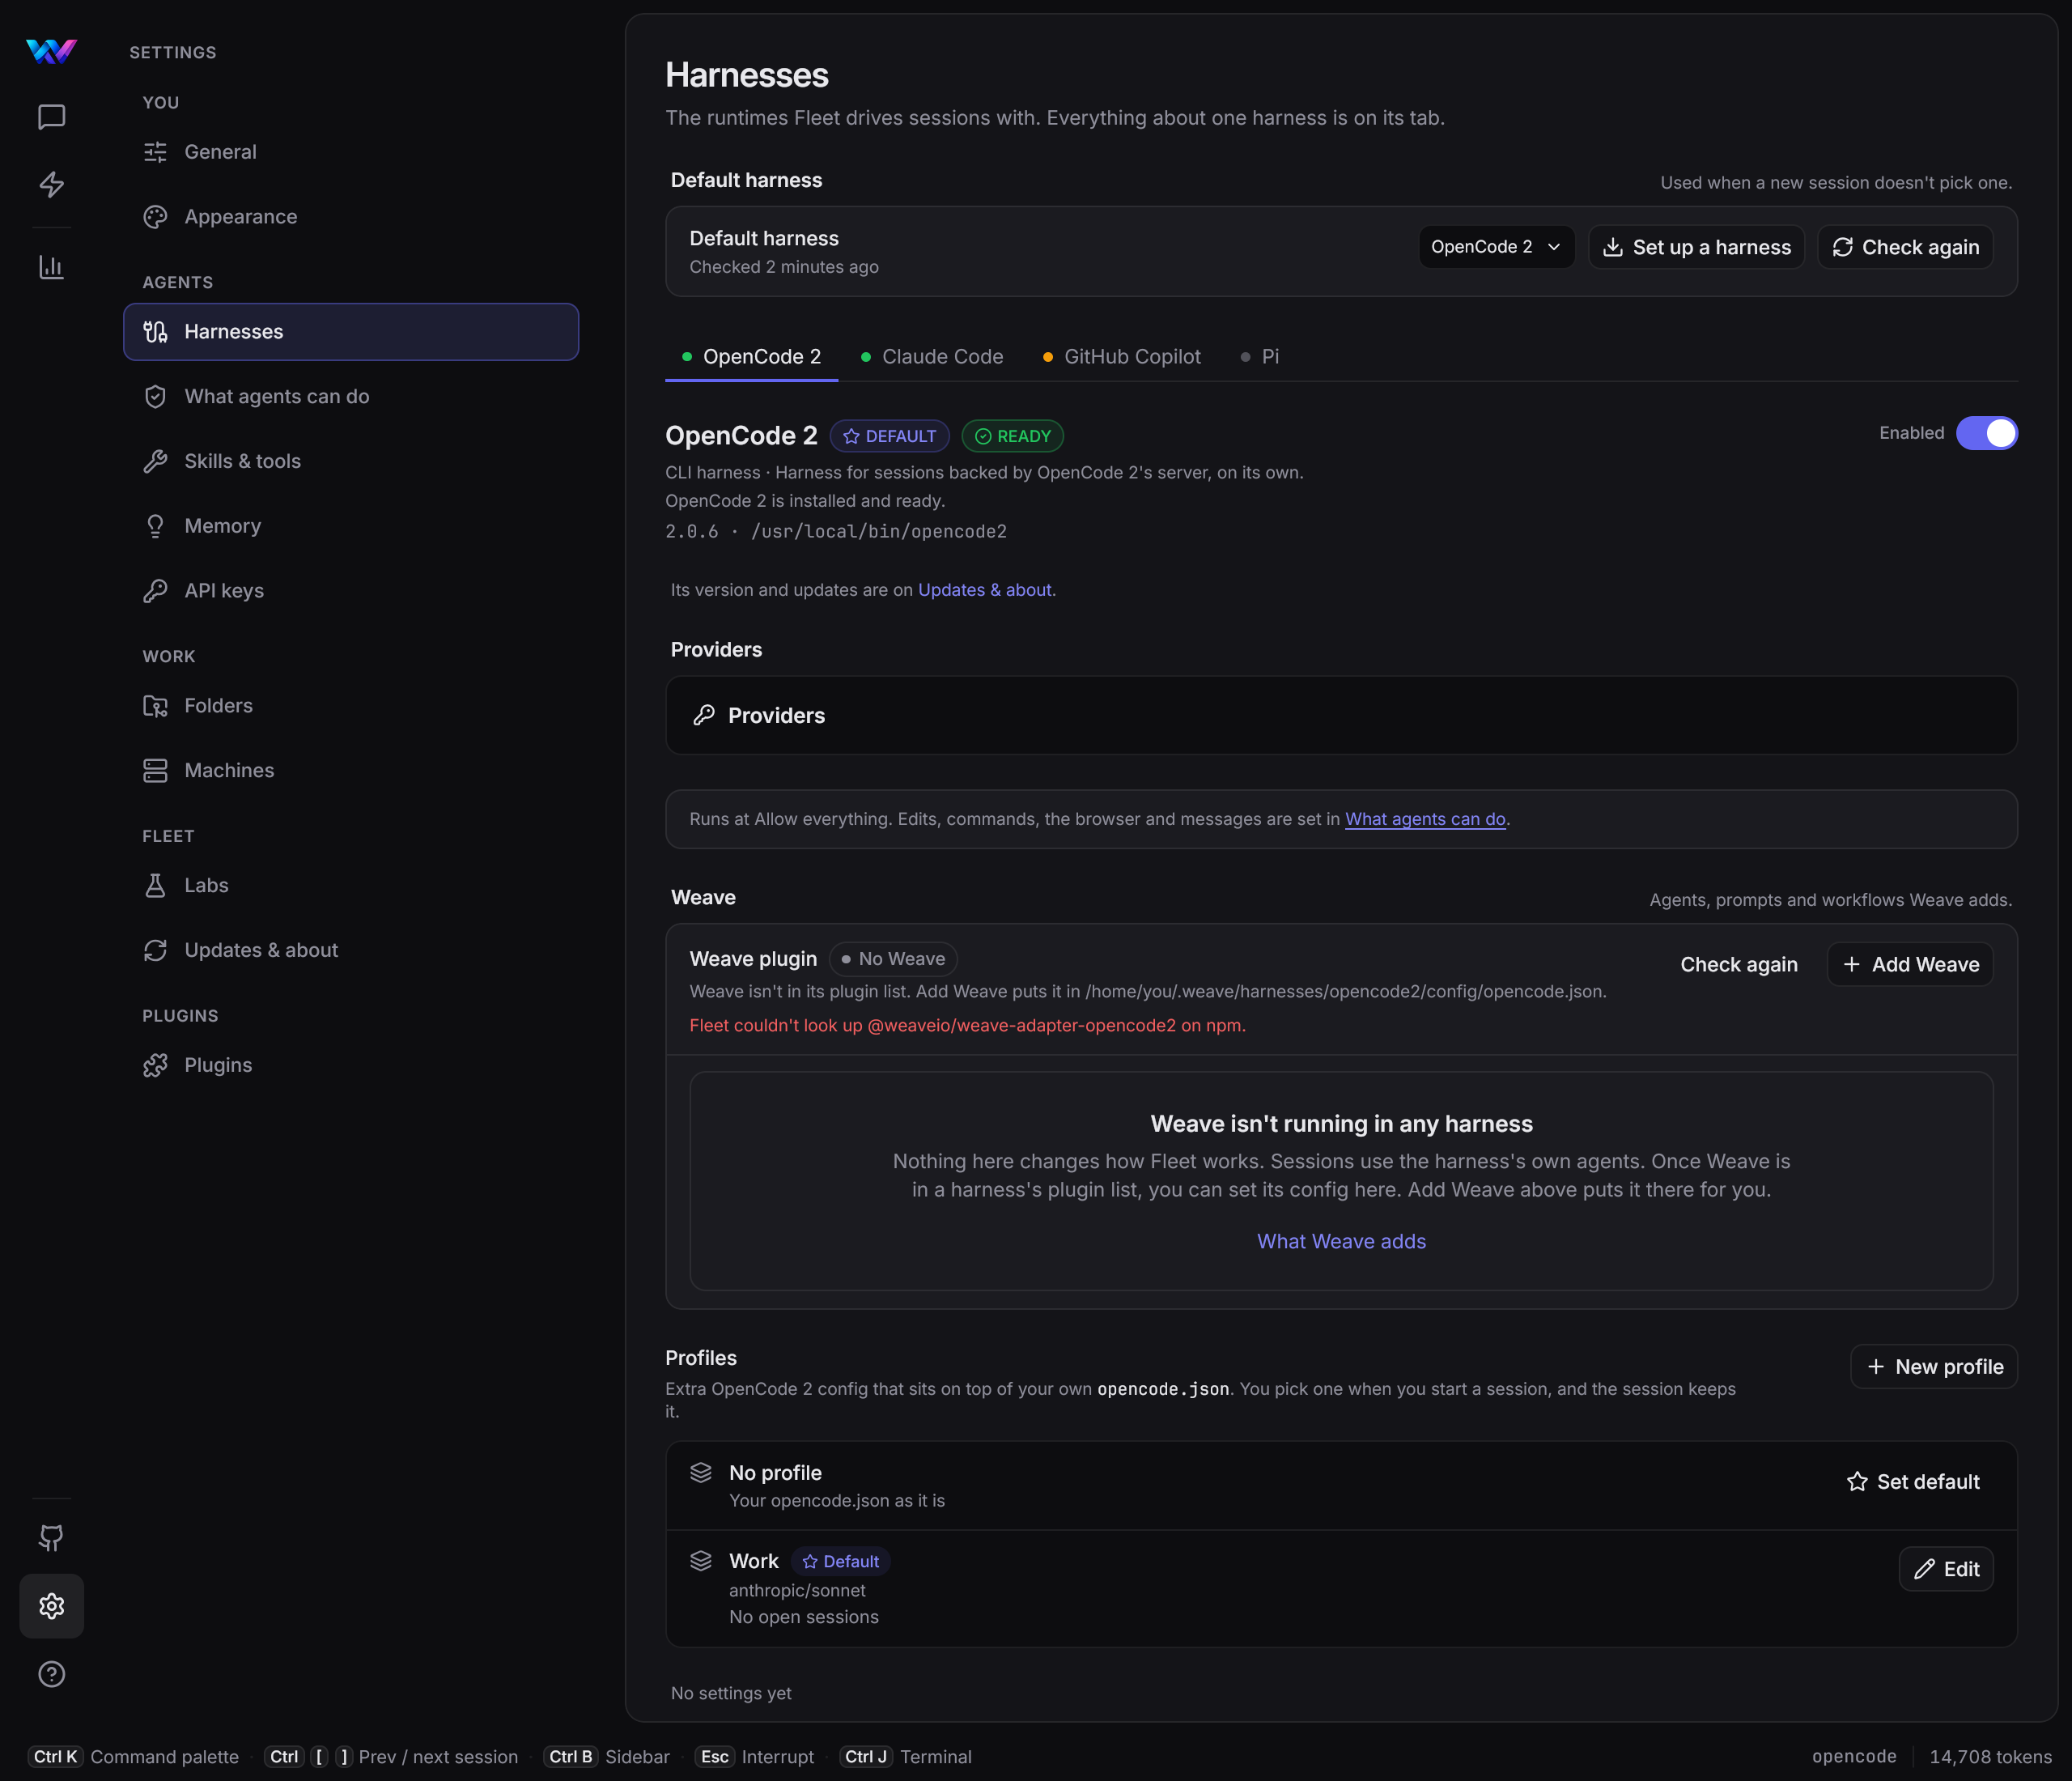 SETTINGS
YOU
General
Appearance
AGENTS
Harnesses
What agents can do
Skills & tools
Memory
API keys
WORK
Folders
Machines
FLEET
Labs
Updates & about
PLUGINS
Plugins
Harnesses
The runtimes Fleet drives sessions with. Everything about one harness is on its tab.
Default harness
Used when a new session doesn't pick one.
Default harness
Checked 2 minutes ago
OpenCode 2
Set up a harness
Check again
OpenCode 2
Claude Code
GitHub Copilot
Pi
OpenCode 2
DEFAULT
READY
Enabled
CLI harness · Harness for sessions backed by OpenCode 2's server, on its own.
OpenCode 2 is installed and ready.
2.0.6 · /usr/local/bin/opencode2
Its version and updates are on Updates & about.
Providers
Providers
Runs at Allow everything. Edits, commands, the browser and messages are set in What agents can do.
Weave
Agents, prompts and workflows Weave adds.
Weave plugin
No Weave
Check again
Add Weave
Weave isn't in its plugin list. Add Weave puts it in /home/you/.weave/harnesses/opencode2/config/opencode.json.
Fleet couldn't look up @weaveio/weave-adapter-opencode2 on npm.
Weave isn't running in any harness
Nothing here changes how Fleet works. Sessions use the harness's own agents. Once Weave is
in a harness's plugin list, you can set its config here. Add Weave above puts it there for you.
What Weave adds
Profiles
New profile
Extra OpenCode 2 config that sits on top of your own opencode.json. You pick one when you start a session, and the session keeps
it.
No profile
Your opencode.json as it is
Set default
Work
Default
anthropic/sonnet
No open sessions
Edit
No settings yet
Ctrl K Command palette · Ctrl [ ] Prev / next session · Ctrl B Sidebar · Esc Interrupt · Ctrl J Terminal
opencode
14,708 tokens